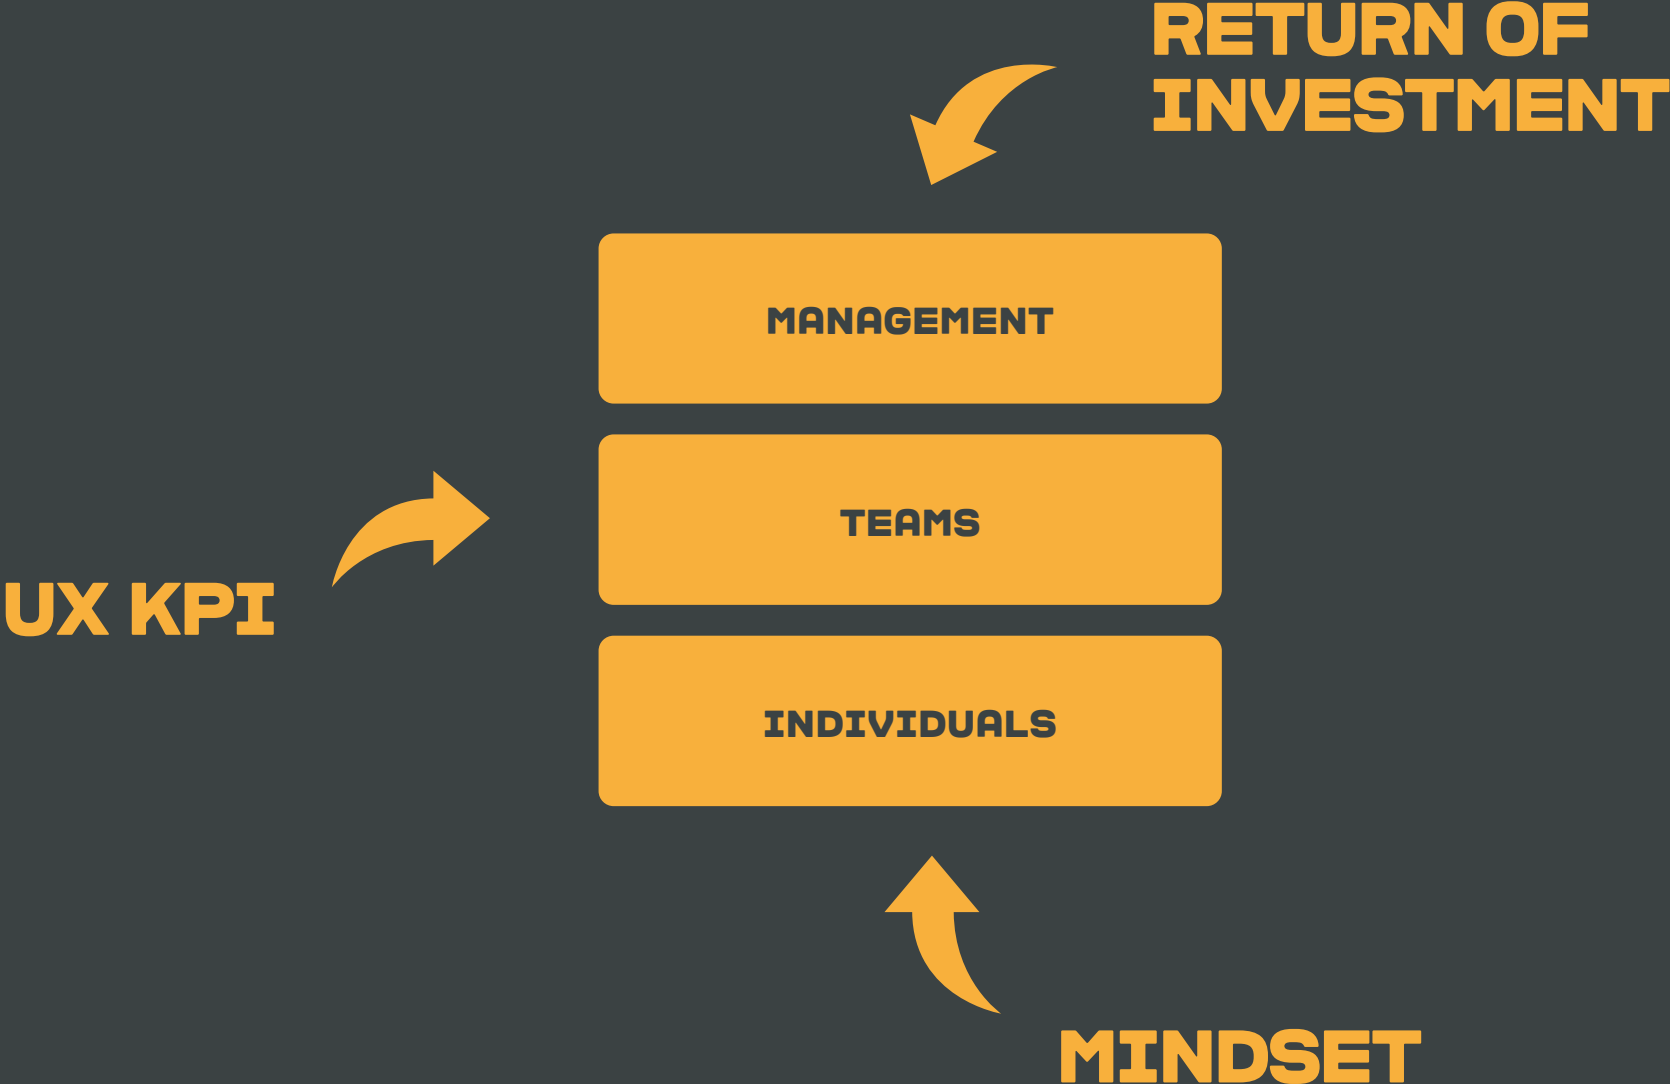 RETURN OF
INVESTMENT
MANAGEMENT
TEAMS
UX KPI
INDIVIDUALS
MINDSET